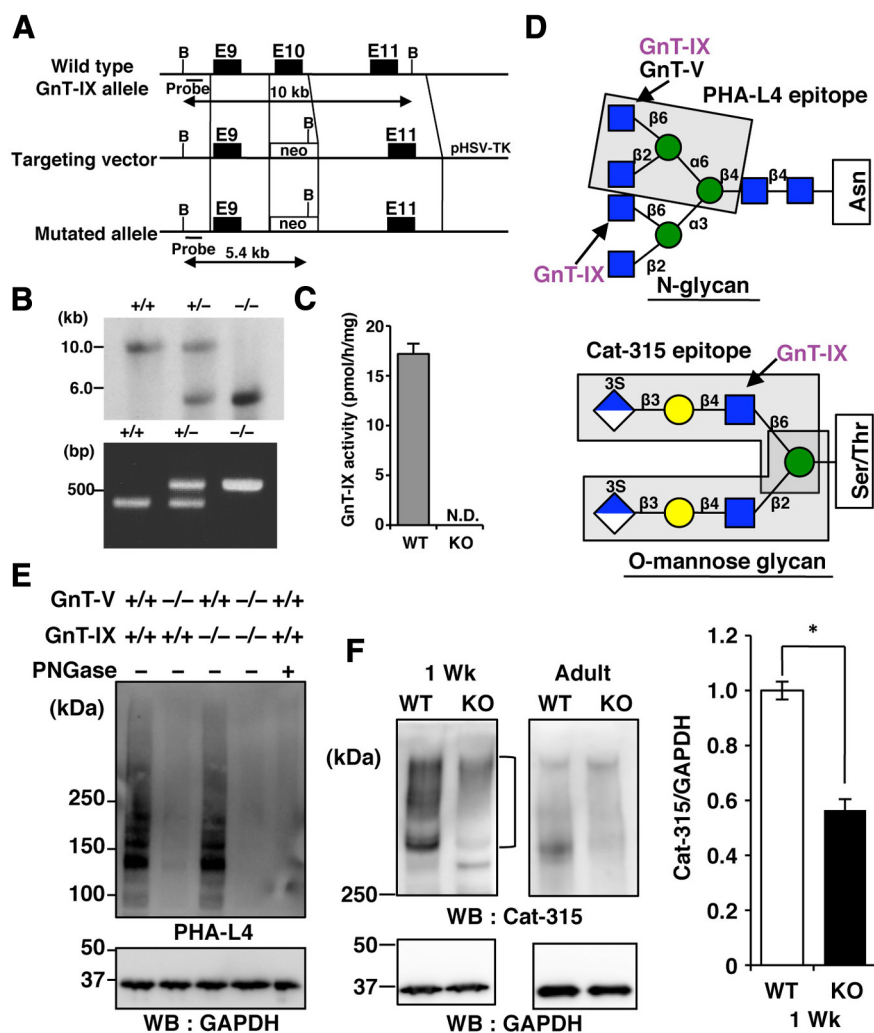 A
B E9 E10 E11 B
Wild type
GnT-IX allele
Probe
10 kb
B
E9 neo E11
Targeting vector
pHSV-TK
B E9 B E11
neo
Mutated allele
Probe
5.4 kb
B
+/+ +/− −/−
(kb)
10.0
6.0
+/+ +/− −/−
(bp)
500
C
GnT-IX activity (pmol/h/mg)
20
15
10
5
0
N.D.
WT KO
D
GnT-IX
GnT-V
PHA-L4 epitope
β6
β2
α6
β4 β4
Asn
β6
α3
β2
GnT-IX
N-glycan
Cat-315 epitope
GnT-IX
3S
β3 β4
β6
Ser/Thr
3S
β3 β4
β2
O-mannose glycan
E
GnT-V +/+ −/− +/+ −/− +/+
GnT-IX +/+ +/+ −/− −/− +/+
PNGase − − − − +
(kDa)
250
150
100
PHA-L4
50
37
WB : GAPDH
F
1 Wk Adult
WT KO WT KO
(kDa)
250
WB : Cat-315
50
37
WB : GAPDH
Cat-315/GAPDH
1.2
1.0
0.8
0.6
0.4
0.2
0
*
WT KO
1 Wk